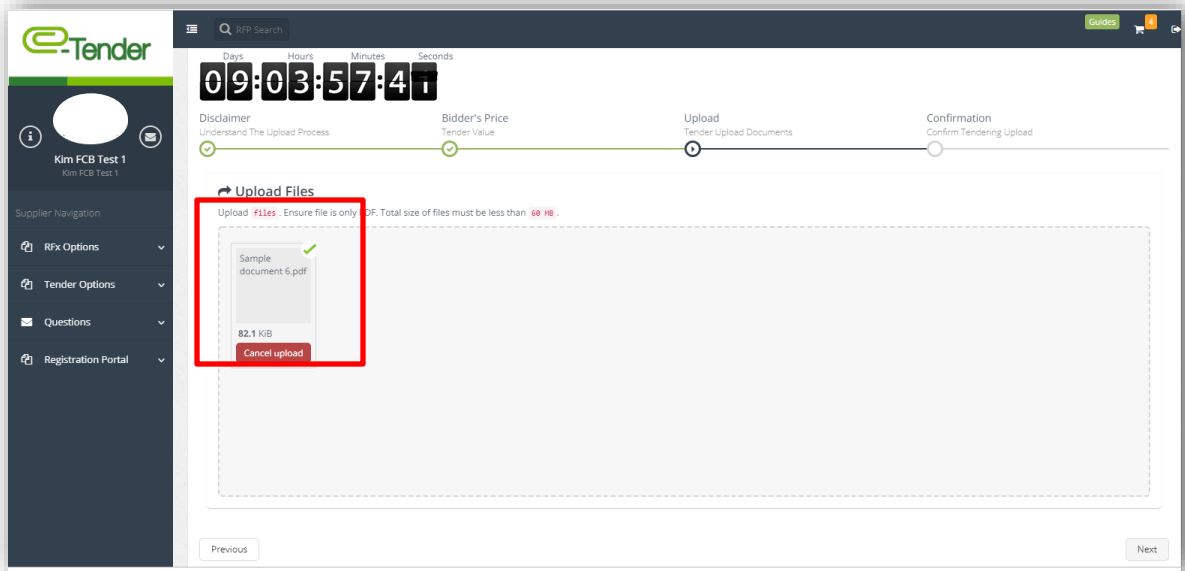 e-Tender
RFP Search
Guides
4
Days Hours Minutes Seconds
09:03:57:41
Disclaimer
Understand The Upload Process
Bidder's Price
Tender Value
Upload
Tender Upload Documents
Confirmation
Confirm Tendering Upload
i
Kim FCB Test 1
Kim FCB Test 1
Supplier Navigation
RFx Options
Tender Options
Questions
Registration Portal
Upload Files
Upload files . Ensure file is only PDF. Total size of files must be less than 60 MB .
Sample
document 6.pdf
82.1 KiB
Cancel upload
Previous
Next